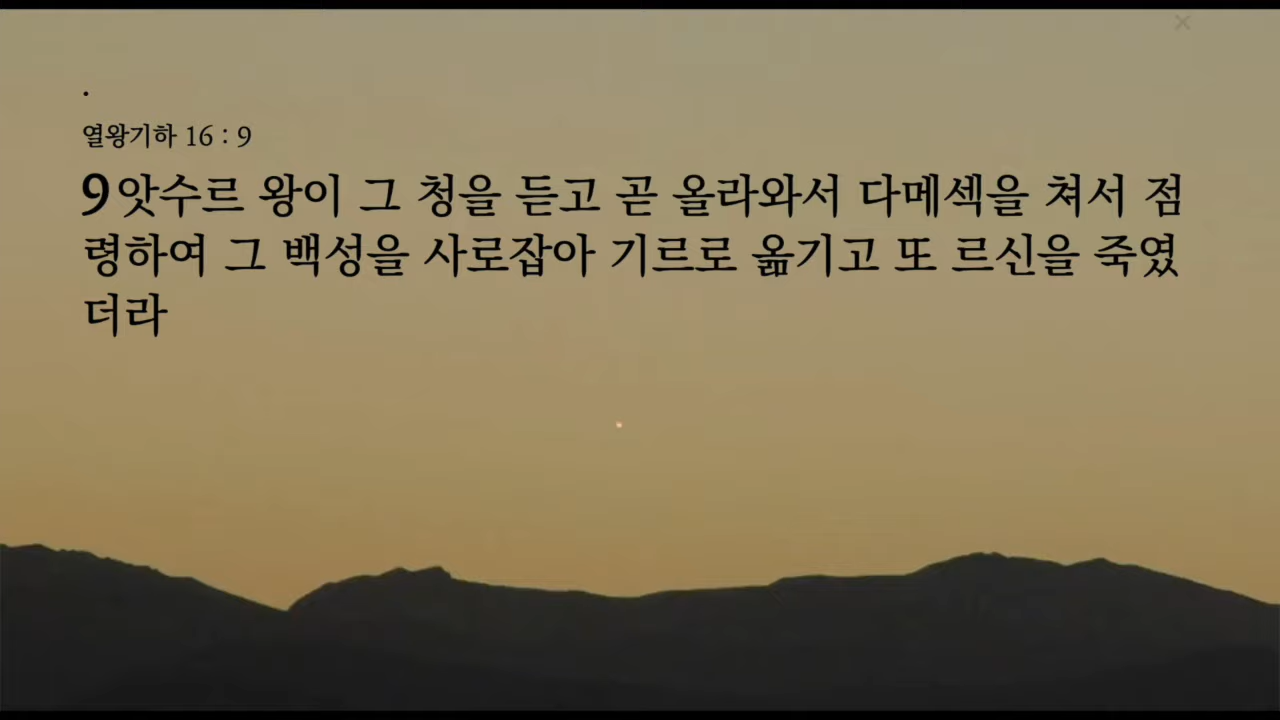 .
열왕기하 16 : 9
9앗수르 왕이 그 청을 듣고 곧 올라와서 다메섹을 쳐서 점
령하여 그 백성을 사로잡아 기르로 옮기고 또 르신을 죽였
더라